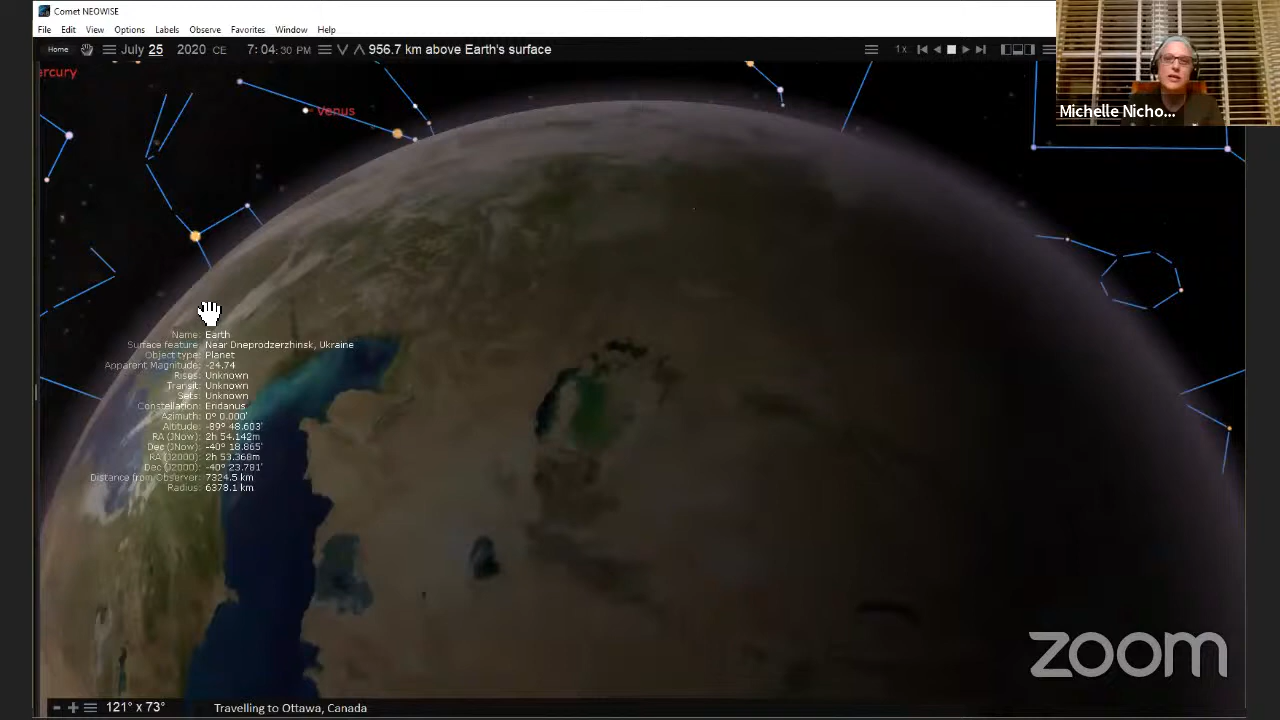 Comet NEOWISE
File Edit View Options Labels Observe Favorites Window Help
Home July 25 2020 CE 7:04:30 PM 956.7 km above Earth's surface 1x
Michelle Nicho...
ercury
Venus
Name: Earth
Surface feature: Near Dneprodzerzhinsk, Ukraine
Object type: Planet
Apparent Magnitude: -24.74
Rises: Unknown
Transit: Unknown
Sets: Unknown
Constellation: Eridanus
Azimuth: 0° 0.000'
Altitude: -89° 48.603'
RA (JNow): 2h 54.142m
Dec (JNow): -40° 18.865'
RA (J2000): 2h 53.368m
Dec (J2000): -40° 23.781'
Distance from Observer: 7324.5 km
Radius: 6378.1 km
zoom
121° x 73° Travelling to Ottawa, Canada